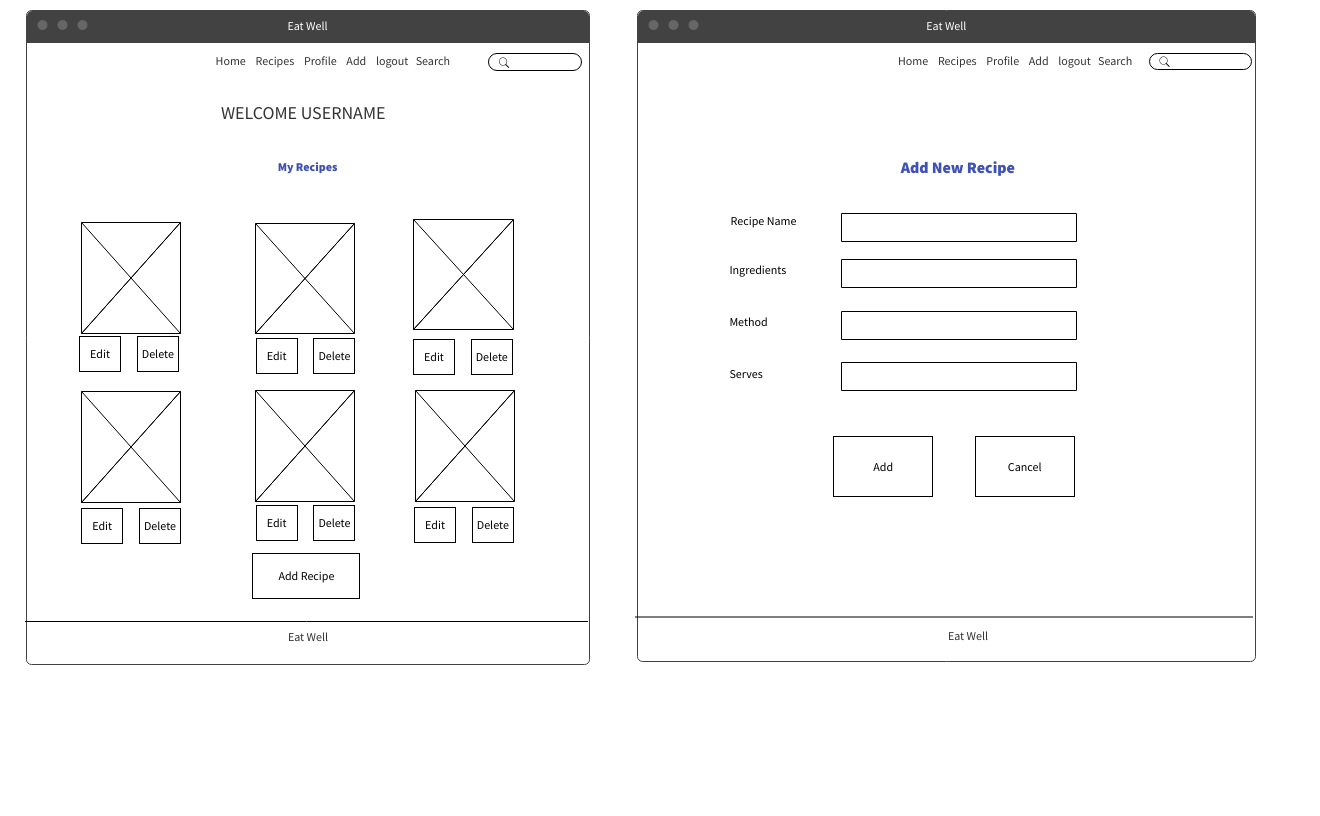 Eat Well
Home Recipes Profile Add logout Search
WELCOME USERNAME
My Recipes
Edit Delete Edit Delete Edit Delete
Edit Delete Edit Delete Edit Delete
Add Recipe
Eat Well
Eat Well
Home Recipes Profile Add logout Search
Add New Recipe
Recipe Name
Ingredients
Method
Serves
Add Cancel
Eat Well